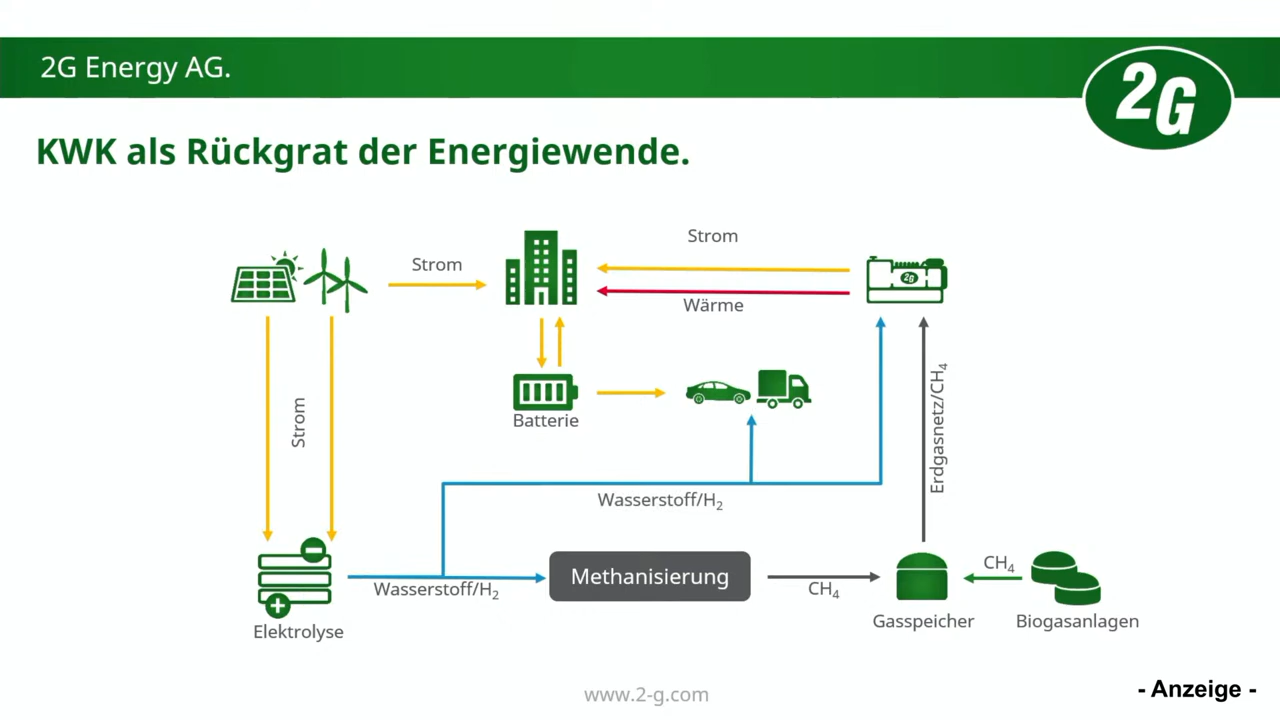 2G Energy AG.
2G
KWK als Rückgrat der Energiewende.
Strom
Strom
Wärme
2G
Strom
Batterie
Erdgasnetz/CH₄
Wasserstoff/H₂
Wasserstoff/H₂
Methanisierung
CH₄
CH₄
Elektrolyse
Gasspeicher
Biogasanlagen
www.2-g.com
- Anzeige -